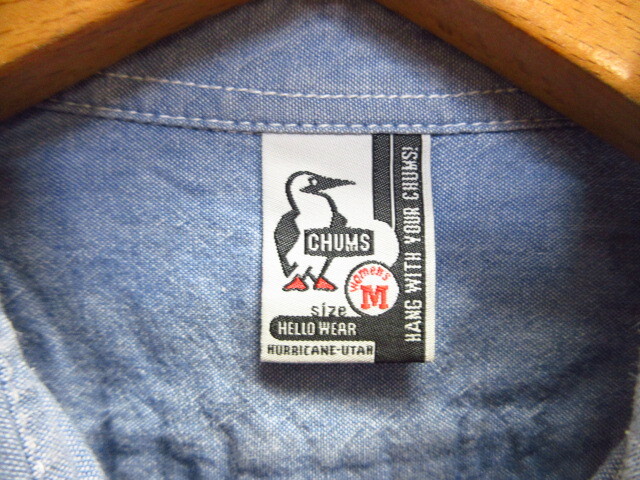 CHUMS
women's
M
size
HELLO WEAR
HURRICANE-UTAH
HANG WITH YOUR CHUMS!